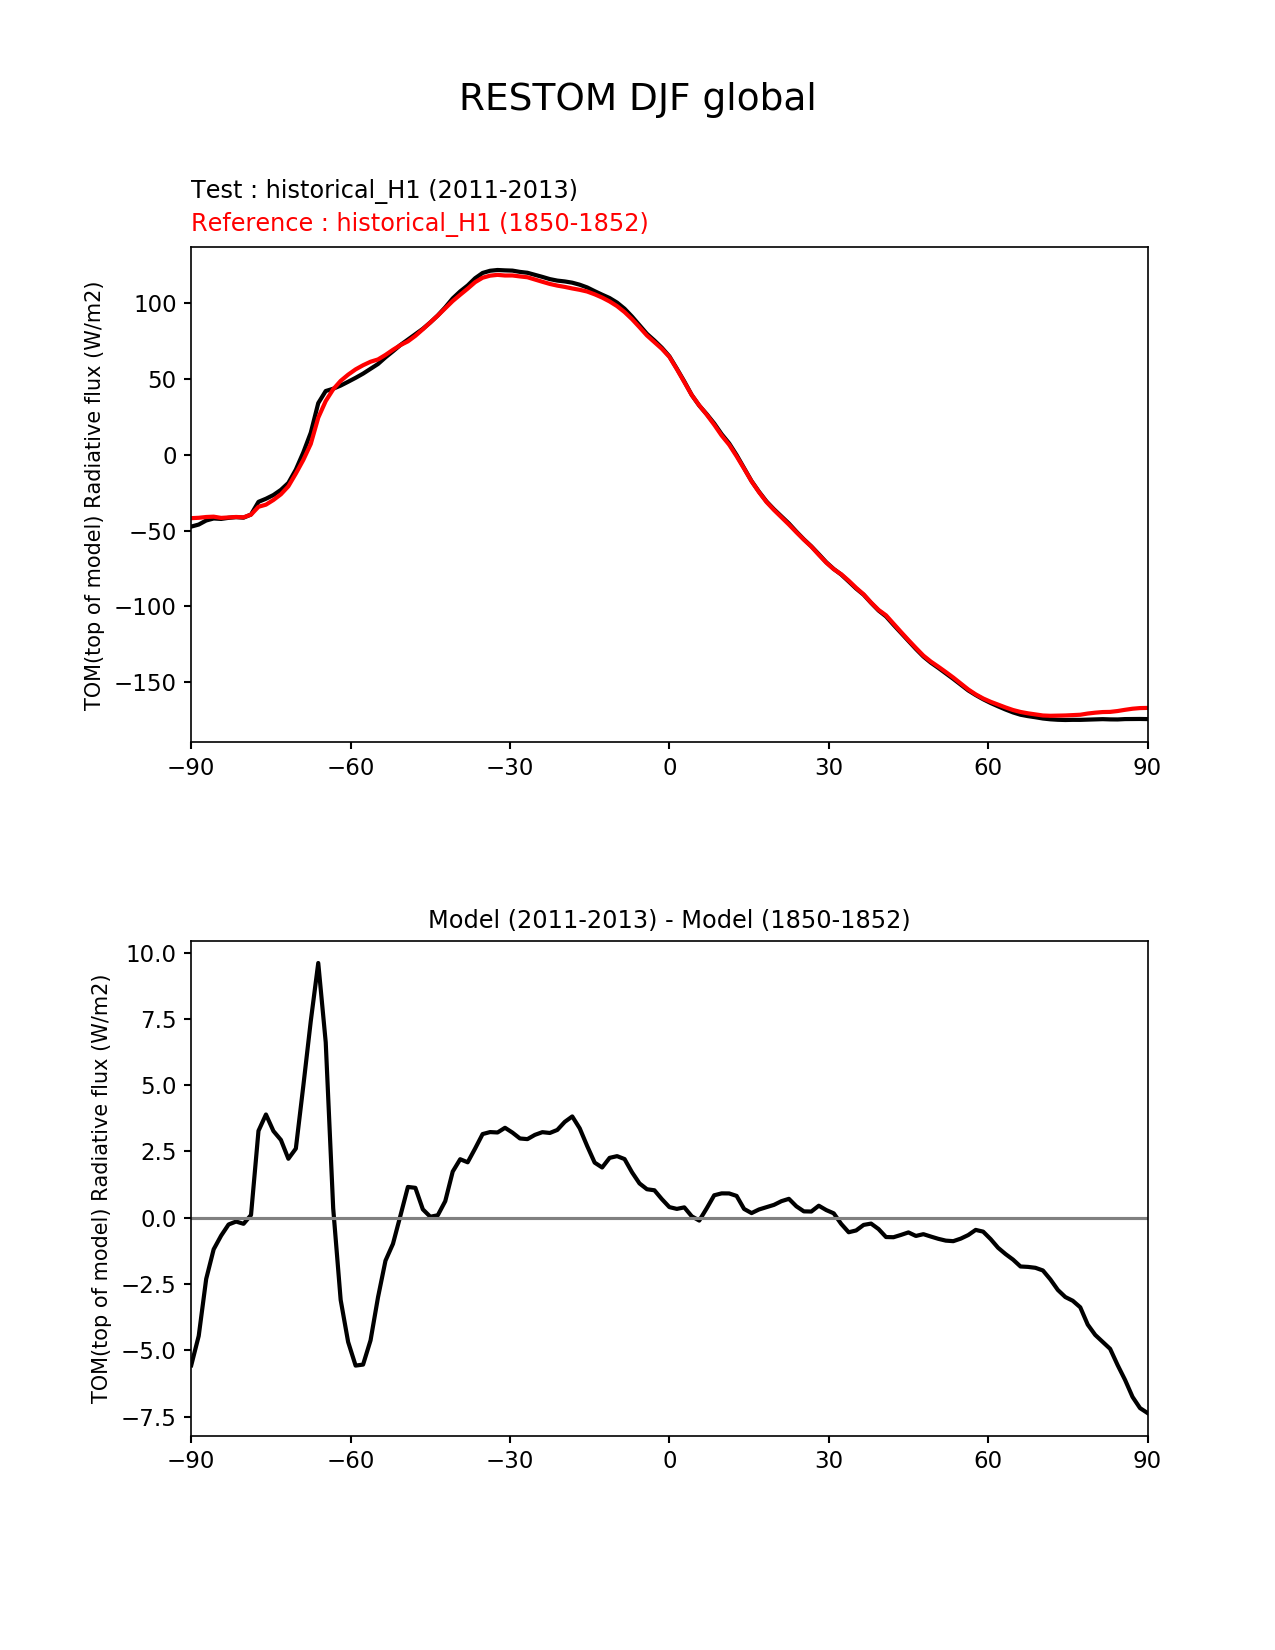 RESTOM DJF global
Test : historical_H1 (2011-2013)
Reference : historical_H1 (1850-1852)
TOM(top of model) Radiative flux (W/m2)
100
50
0
−50
−100
−150
−90 −60 −30 0 30 60 90
Model (2011-2013) - Model (1850-1852)
TOM(top of model) Radiative flux (W/m2)
10.0
7.5
5.0
2.5
0.0
−2.5
−5.0
−7.5
−90 −60 −30 0 30 60 90